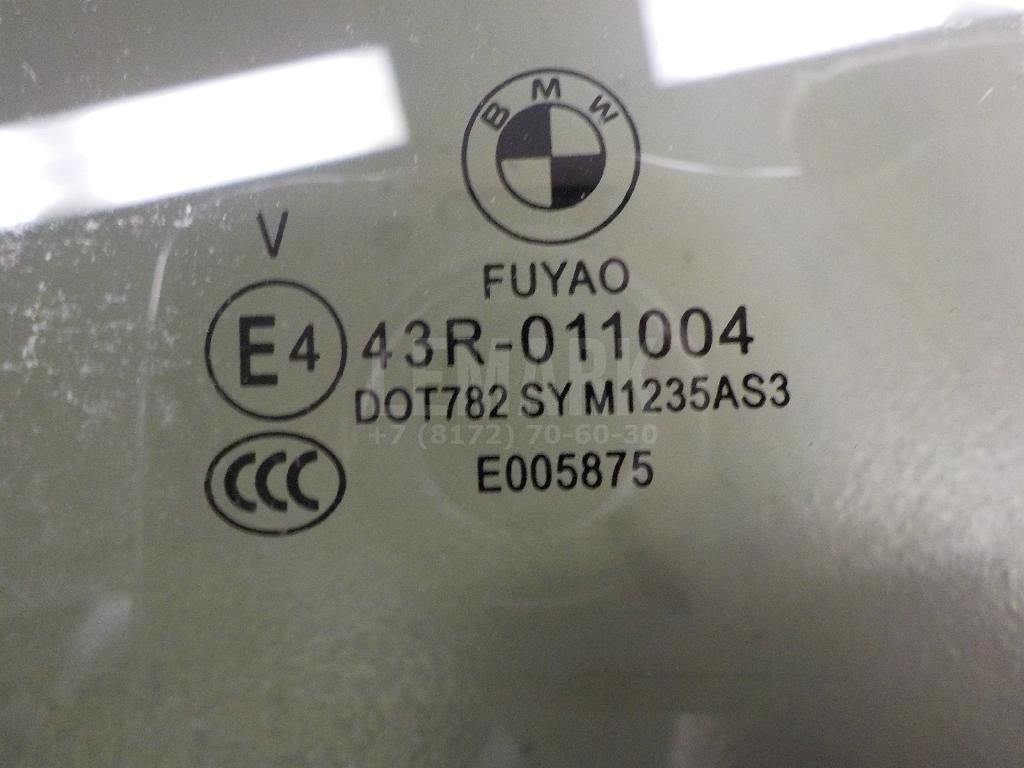 BMW
V
FUYAO
E4 43R-011004
DOT782 SY M1235AS3
+7 (8172) 70-60-30
CCC E005875